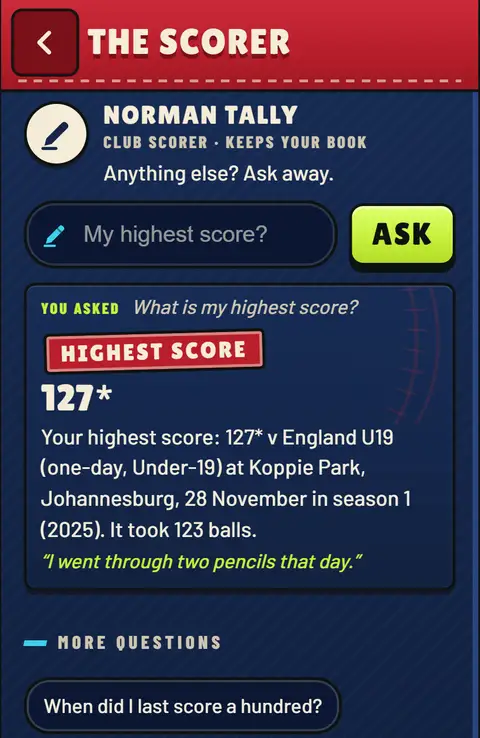 THE SCORER
NORMAN TALLY
CLUB SCORER · KEEPS YOUR BOOK
Anything else? Ask away.
My highest score?
ASK
YOU ASKED What is my highest score?
HIGHEST SCORE
127*
Your highest score: 127* v England U19
(one-day, Under-19) at Koppie Park,
Johannesburg, 28 November in season 1
(2025). It took 123 balls.
“I went through two pencils that day.”
MORE QUESTIONS
When did I last score a hundred?